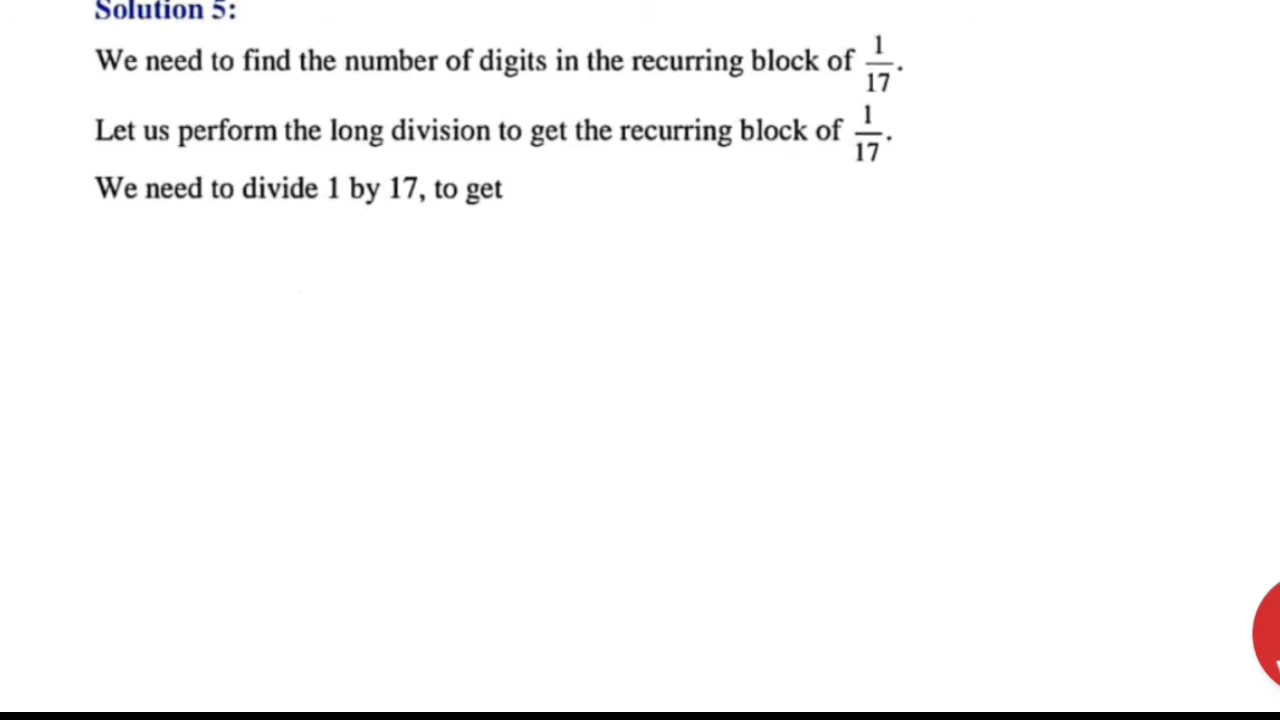 Solution 5:
We need to find the number of digits in the recurring block of 1/17.
Let us perform the long division to get the recurring block of 1/17.
We need to divide 1 by 17, to get